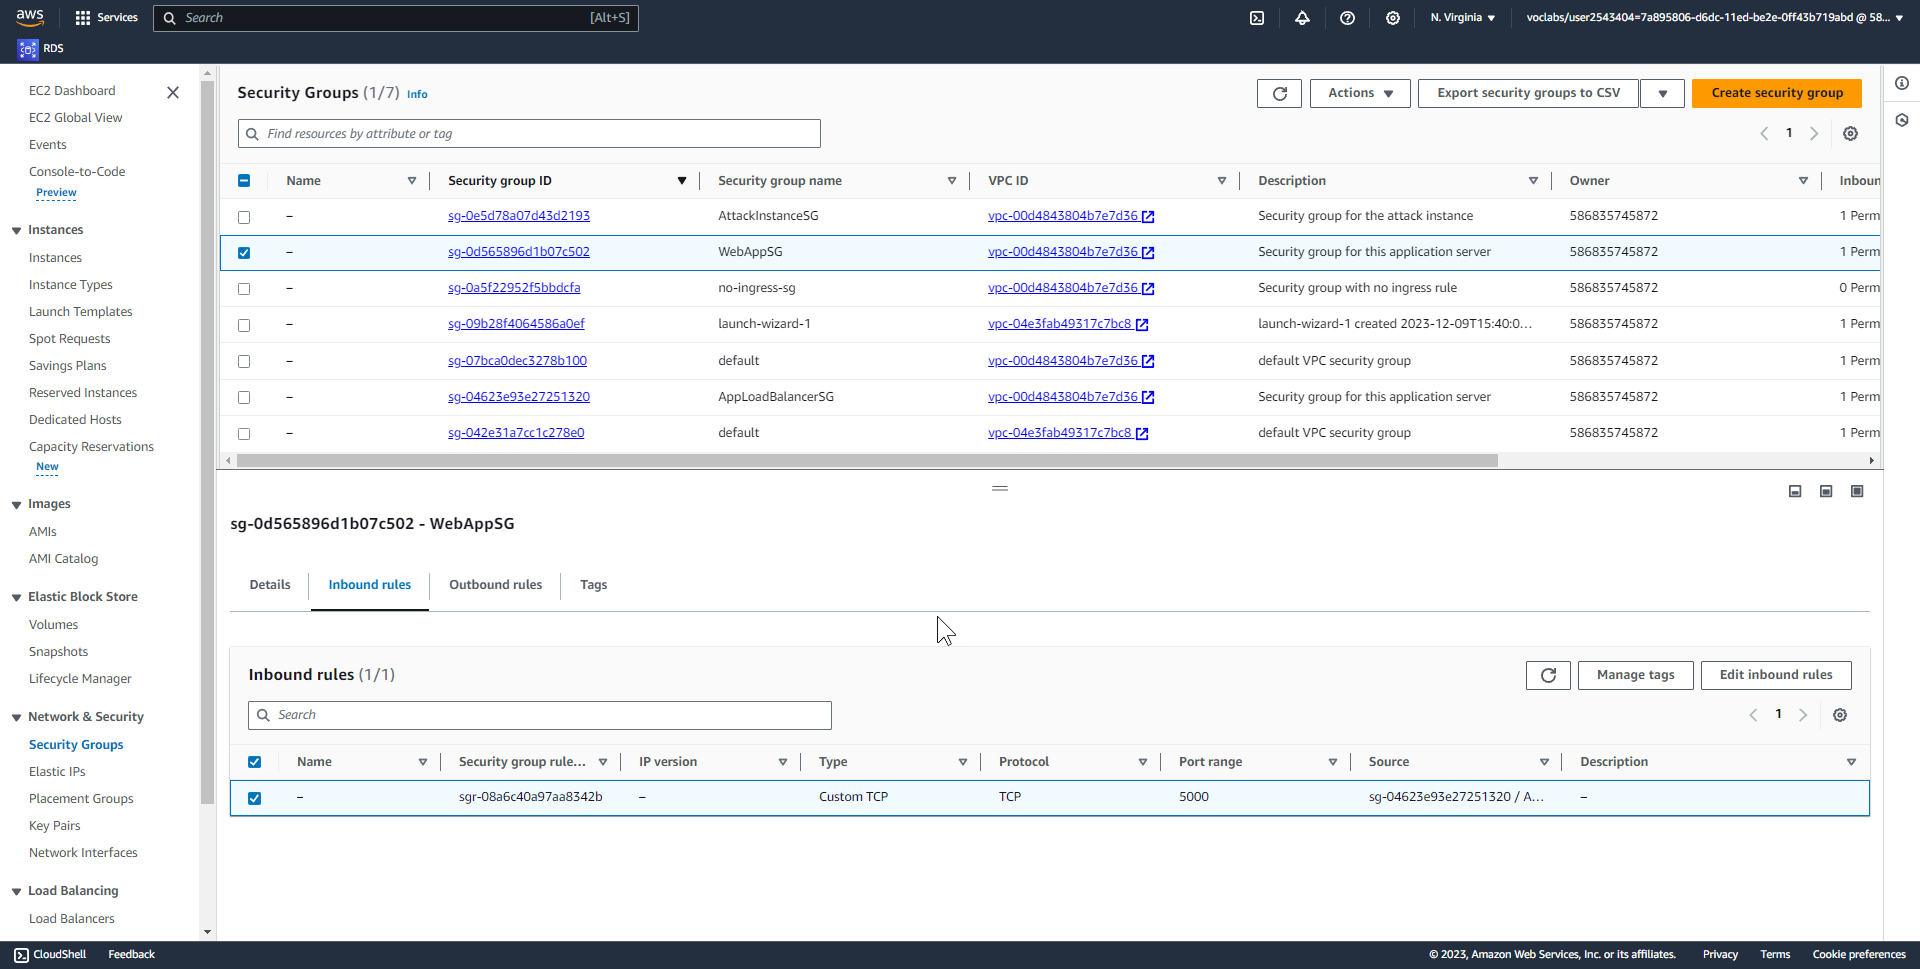 aws
Services
Search
[Alt+S]
N. Virginia
voclabs/user2543404=7a895806-d6dc-11ed-be2e-0ff43b719abd @ 58...
RDS
EC2 Dashboard
EC2 Global View
Events
Console-to-Code
Preview
Instances
Instances
Instance Types
Launch Templates
Spot Requests
Savings Plans
Reserved Instances
Dedicated Hosts
Capacity Reservations
New
Images
AMIs
AMI Catalog
Elastic Block Store
Volumes
Snapshots
Lifecycle Manager
Network & Security
Security Groups
Elastic IPs
Placement Groups
Key Pairs
Network Interfaces
Load Balancing
Load Balancers
Security Groups (1/7) Info
Actions
Export security groups to CSV
Create security group
Find resources by attribute or tag
1
Name Security group ID Security group name VPC ID Description Owner Inboun
– sg-0e5d78a07d43d2193 AttackInstanceSG vpc-00d4843804b7e7d36 Security group for the attack instance 586835745872 1 Perm
– sg-0d565896d1b07c502 WebAppSG vpc-00d4843804b7e7d36 Security group for this application server 586835745872 1 Perm
– sg-0a5f22952f5bbdcfa no-ingress-sg vpc-00d4843804b7e7d36 Security group with no ingress rule 586835745872 0 Perm
– sg-09b28f4064586a0ef launch-wizard-1 vpc-04e3fab49317c7bc8 launch-wizard-1 created 2023-12-09T15:40:0... 586835745872 1 Perm
– sg-07bca0dec3278b100 default vpc-00d4843804b7e7d36 default VPC security group 586835745872 1 Perm
– sg-04623e93e27251320 AppLoadBalancerSG vpc-00d4843804b7e7d36 Security group for this application server 586835745872 1 Perm
– sg-042e31a7cc1c278e0 default vpc-04e3fab49317c7bc8 default VPC security group 586835745872 1 Perm
sg-0d565896d1b07c502 - WebAppSG
Details Inbound rules Outbound rules Tags
Inbound rules (1/1)
Manage tags
Edit inbound rules
Search
1
Name Security group rule... IP version Type Protocol Port range Source Description
– sgr-08a6c40a97aa8342b – Custom TCP TCP 5000 sg-04623e93e27251320 / A... –
CloudShell Feedback © 2023, Amazon Web Services, Inc. or its affiliates. Privacy Terms Cookie preferences